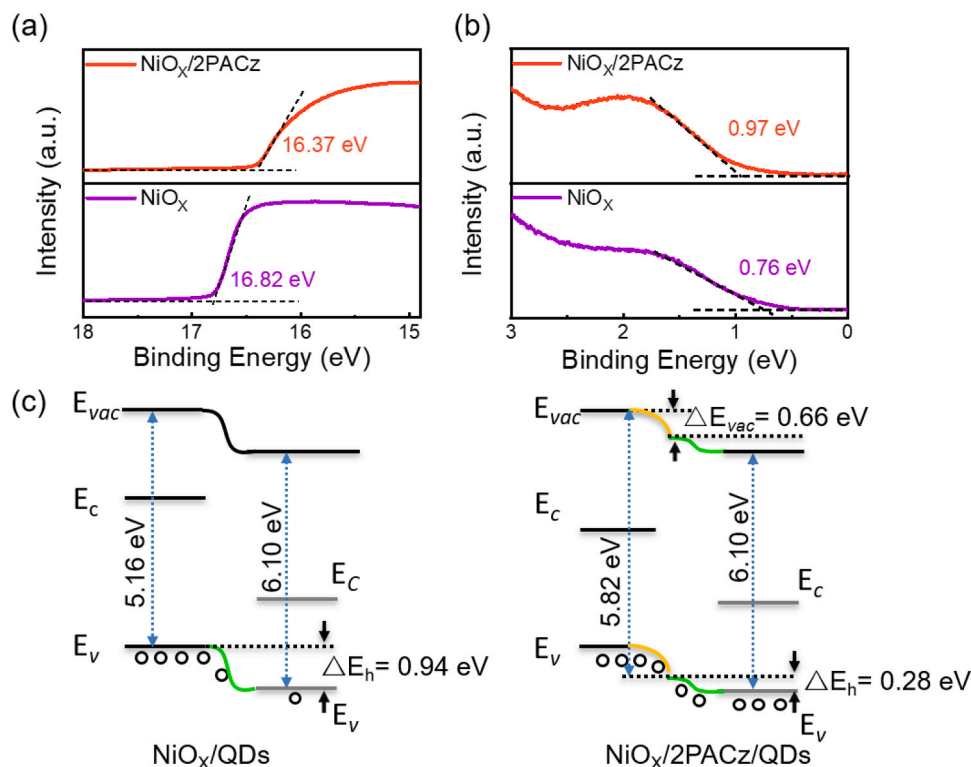 (a)
NiOX/2PACz
16.37 eV
NiOX
16.82 eV
Intensity (a.u.)
18 17 16 15
Binding Energy (eV)
(b)
NiOX/2PACz
0.97 eV
NiOX
0.76 eV
Intensity (a.u.)
3 2 1 0
Binding Energy (eV)
(c)
Evac
Ec
5.16 eV
6.10 eV
EC
Ev
△Eh = 0.94 eV
Ev
NiOX/QDs
Evac
△Evac= 0.66 eV
Ec
5.82 eV
6.10 eV
Ec
Ev
△Eh = 0.28 eV
Ev
NiOX/2PACz/QDs